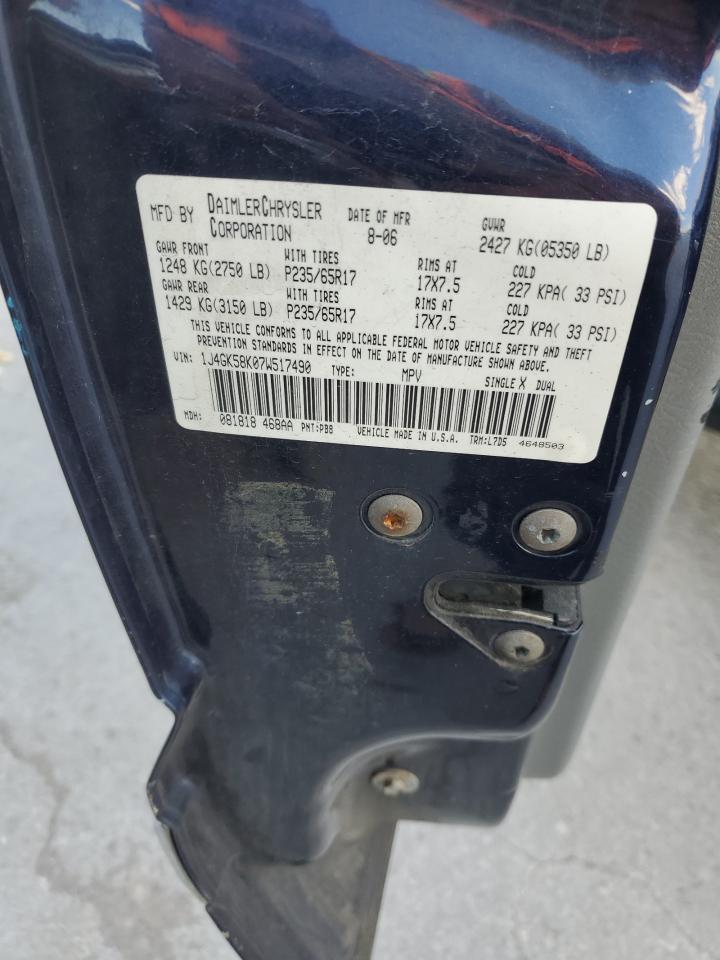 MFD BY DAIMLERCHRYSLER CORPORATION DATE OF MFR 8-06 GVWR 2427 KG(05350 LB)
GAWR FRONT WITH TIRES RIMS AT COLD
1248 KG(2750 LB) P235/65R17 17X7.5 227 KPA( 33 PSI)
GAWR REAR WITH TIRES RIMS AT COLD
1429 KG(3150 LB) P235/65R17 17X7.5 227 KPA( 33 PSI)
THIS VEHICLE CONFORMS TO ALL APPLICABLE FEDERAL MOTOR VEHICLE SAFETY AND THEFT
PREVENTION STANDARDS IN EFFECT ON THE DATE OF MANUFACTURE SHOWN ABOVE.
VIN: 1J4GK58K07W517490 TYPE: MPV SINGLE X DUAL
MDH: 081818 468AA PNT:PB8 VEHICLE MADE IN U.S.A. TRM:L7D5 4648503